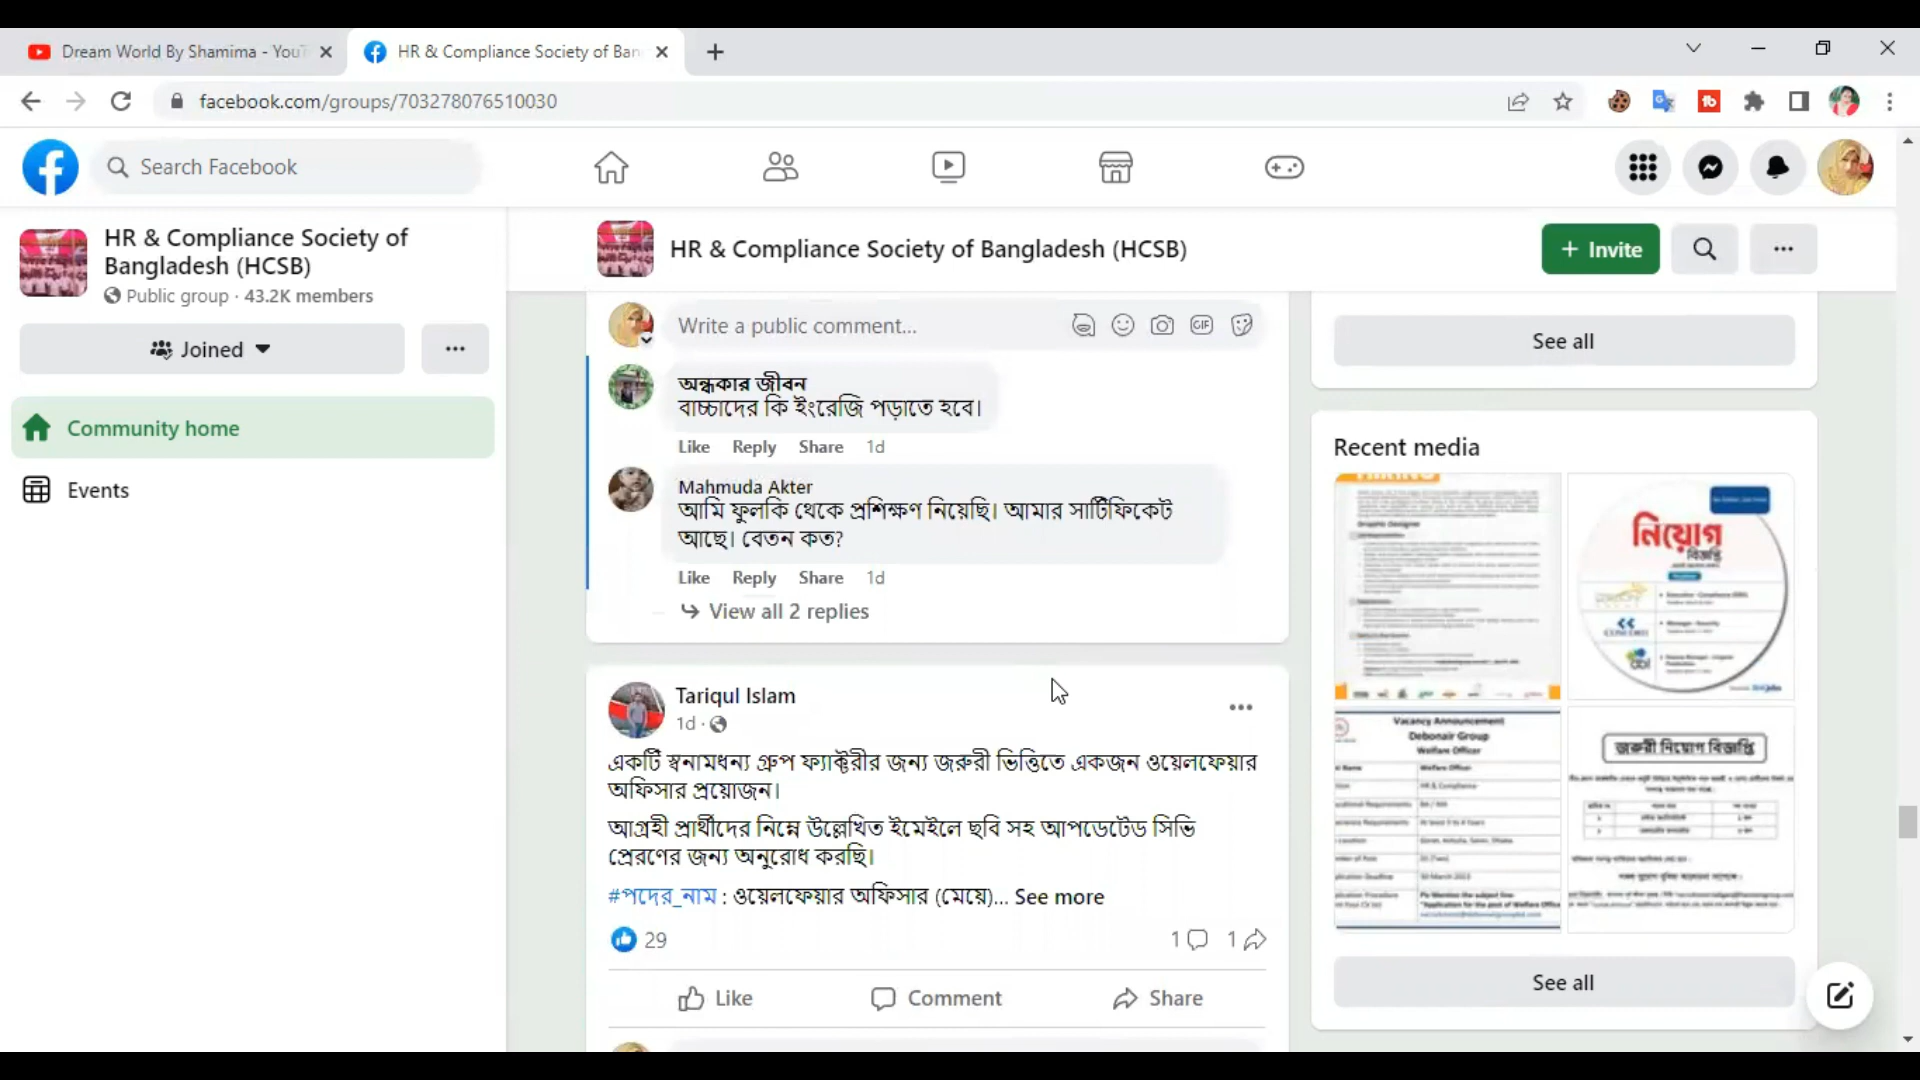 Dream World By Shamima - YouT
HR & Compliance Society of Ban
facebook.com/groups/703278076510030
Search Facebook
HR & Compliance Society of
Bangladesh (HCSB)
Public group · 43.2K members
Joined
Community home
Events
HR & Compliance Society of Bangladesh (HCSB)
+ Invite
Write a public comment...
GIF
অন্ধকার জীবন
বাচ্চাদের কি ইংরেজি পড়াতে হবে।
Like Reply Share 1d
Mahmuda Akter
আমি ফুলকি থেকে প্রশিক্ষণ নিয়েছি। আমার সার্টিফিকেট
আছে। বেতন কত?
Like Reply Share 1d
View all 2 replies
Tariqul Islam
1d ·
একটি স্বনামধন্য গ্রুপ ফ্যাক্টরীর জন্য জরুরী ভিত্তিতে একজন ওয়েলফেয়ার
অফিসার প্রয়োজন।
আগ্রহী প্রার্থীদের নিম্নে উল্লেখিত ইমেইলে ছবি সহ আপডেটেড সিভি
প্রেরণের জন্য অনুরোধ করছি।
#পদের_নাম : ওয়েলফেয়ার অফিসার (মেয়ে)... See more
29
1 1
Like Comment Share
See all
Recent media
Graphic Designer
নিয়োগ
বিজ্ঞপ্তি
CONCORD
Vacancy Announcement
Debonair Group
Welfare Officer
জরুরী নিয়োগ বিজ্ঞপ্তি
See all